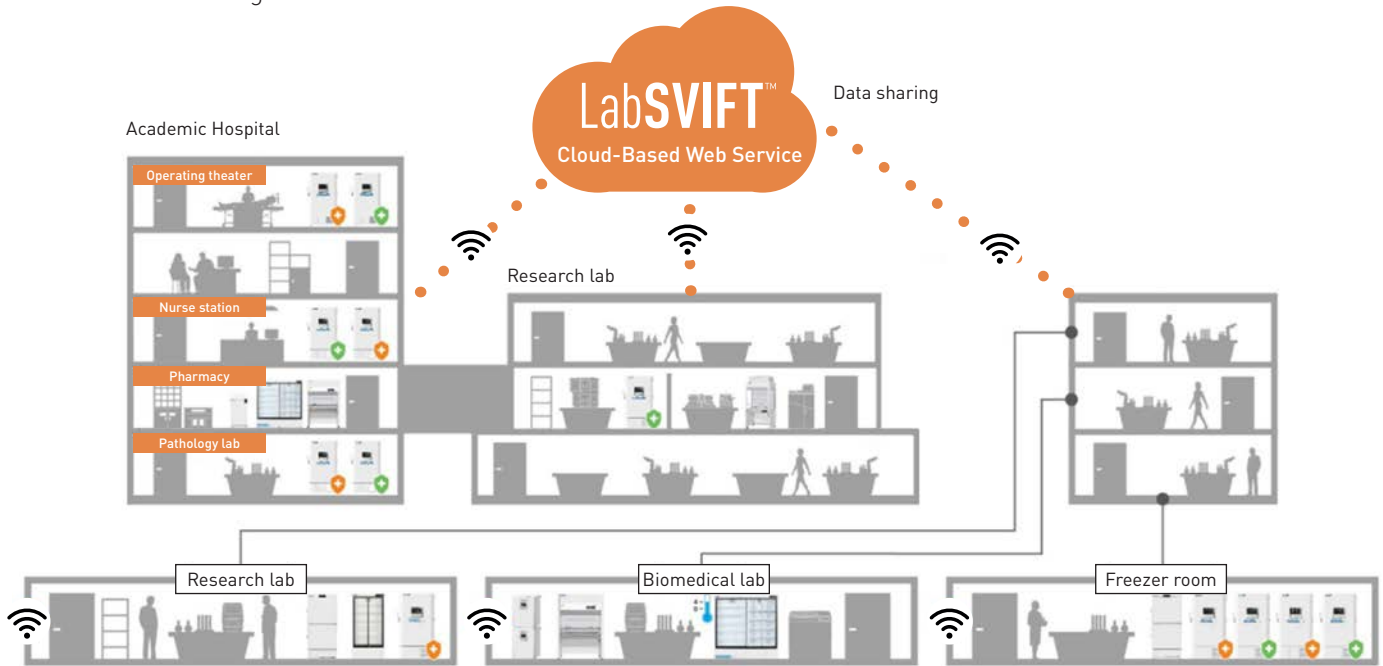 LabSVIFT™
Cloud-Based Web Service
Data sharing
Academic Hospital
Operating theater
Research lab
Nurse station
Pharmacy
Pathology lab
Research lab
Biomedical lab
Freezer room